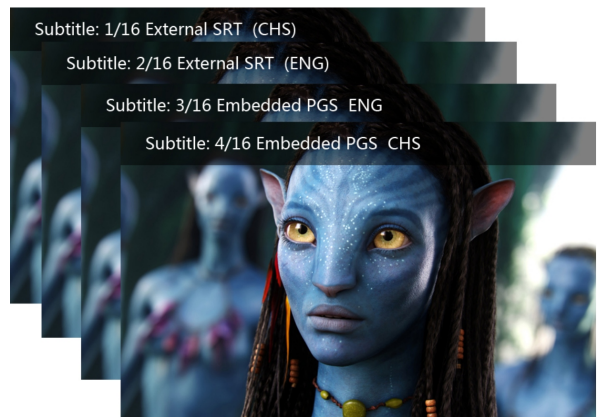 Subtitle: 1/16 External SRT  (CHS)
Subtitle: 2/16 External SRT  (ENG)
Subtitle: 3/16 Embedded PGS  ENG
Subtitle: 4/16 Embedded PGS  CHS